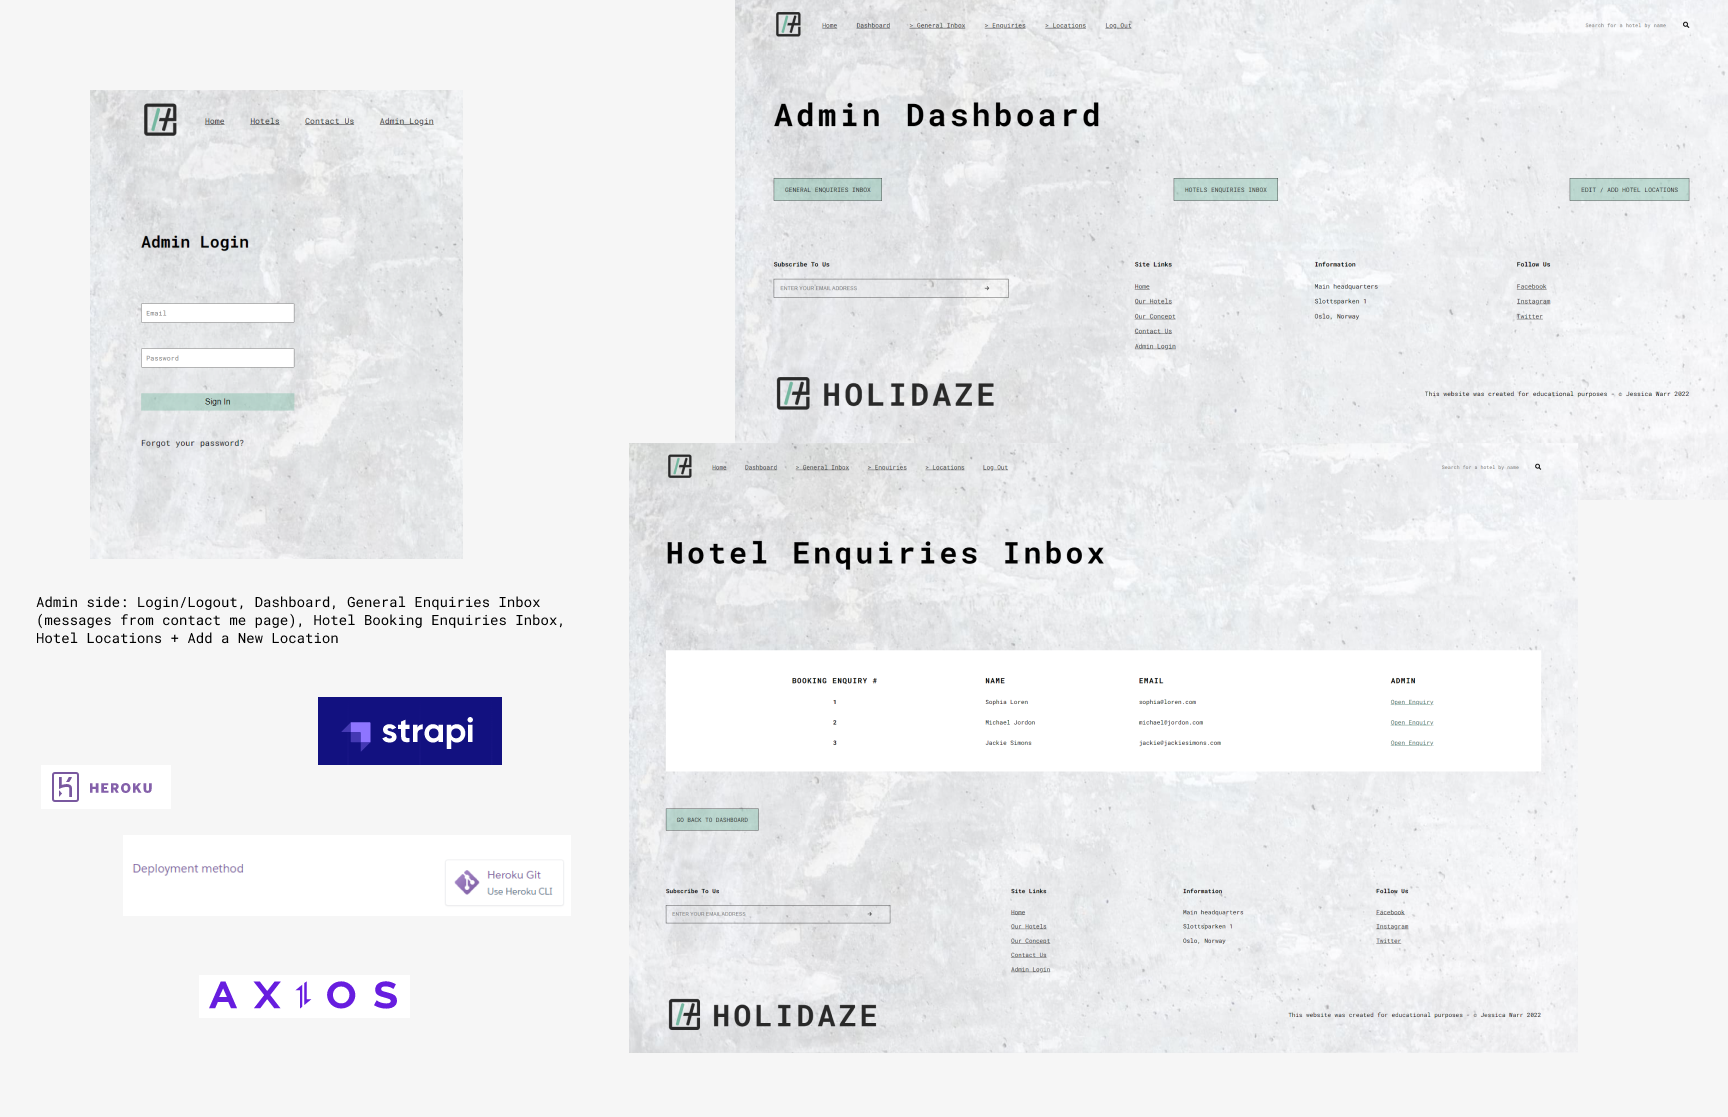 Home Hotels Contact Us Admin Login
Admin Login
Email
Password
Sign In
Forgot your password?
Admin side: Login/Logout, Dashboard, General Enquiries Inbox
(messages from contact me page), Hotel Booking Enquiries Inbox,
Hotel Locations + Add a New Location
strapi
HEROKU
Deployment method
Heroku Git
Use Heroku CLI
AXIOS
Home Dashboard > General Inbox > Enquiries > Locations Log Out
Search for a hotel by name
Admin Dashboard
GENERAL ENQUIRIES INBOX HOTELS ENQUIRIES INBOX EDIT / ADD HOTEL LOCATIONS
Subscribe To Us Site Links Information Follow Us
ENTER YOUR EMAIL ADDRESS
Home Main headquarters Facebook
Our Hotels Slottsparken 1 Instagram
Our Concept Oslo, Norway Twitter
Contact Us
Admin Login
HOLIDAZE
This website was created for educational purposes - © Jessica Warr 2022
Home Dashboard > General Inbox > Enquiries > Locations Log Out
Search for a hotel by name
Hotel Enquiries Inbox
BOOKING ENQUIRY # NAME EMAIL ADMIN
1 Sophia Loren sophia@loren.com Open Enquiry
2 Michael Jordon michael@jordon.com Open Enquiry
3 Jackie Simons jackie@jackiesimons.com Open Enquiry
GO BACK TO DASHBOARD
Subscribe To Us Site Links Information Follow Us
ENTER YOUR EMAIL ADDRESS
Home Main headquarters Facebook
Our Hotels Slottsparken 1 Instagram
Our Concept Oslo, Norway Twitter
Contact Us
Admin Login
HOLIDAZE
This website was created for educational purposes - © Jessica Warr 2022